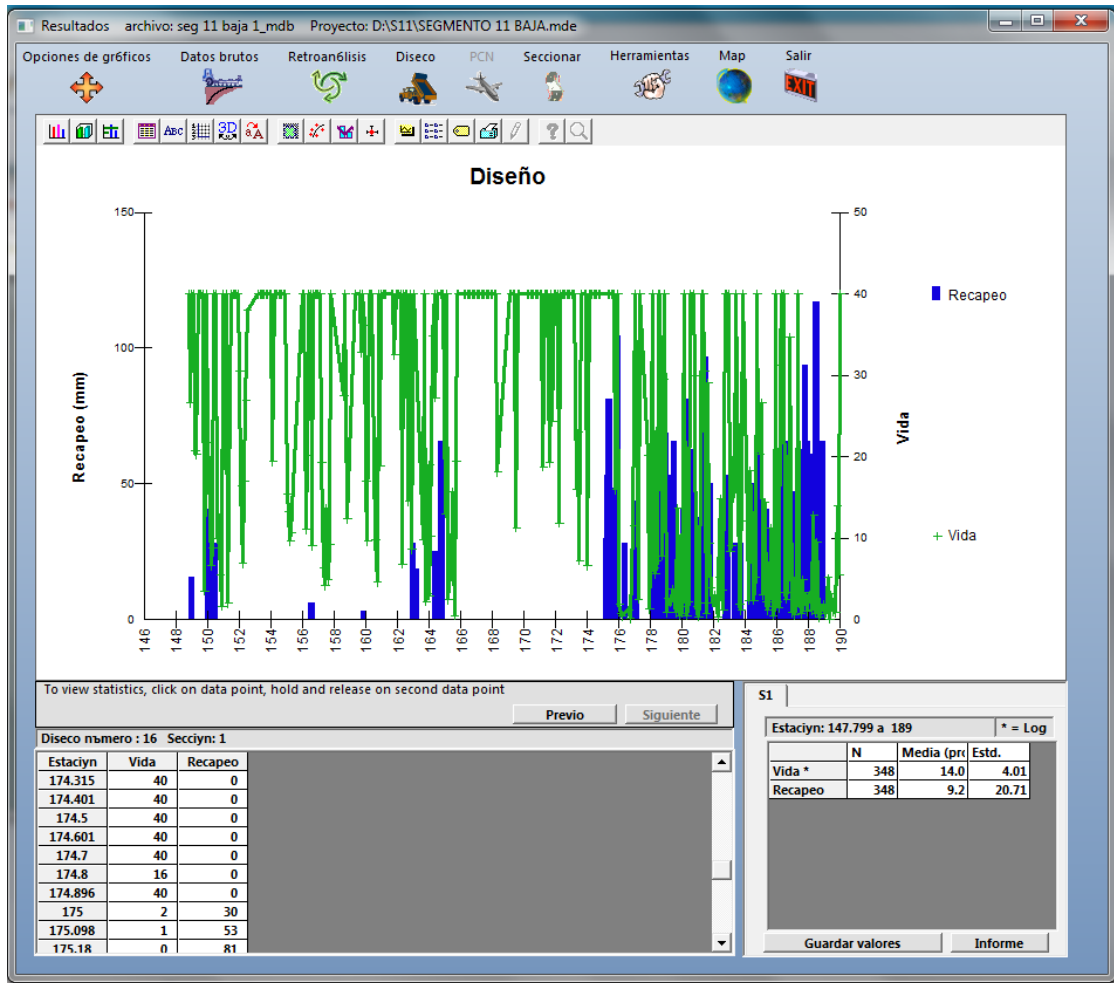 Resultados archivo: seg 11 baja 1_mdb Proyecto: D:\S11\SEGMENTO 11 BAJA.mde
Opciones de gr6ficos Datos brutos Retroan6lisis Diseco PCN Seccionar Herramientas Map Salir
EXIT
ABC 3D
Diseño
150 50
40
Recapeo
100
30
Recapeo (mm)
Vida
20
50
10
Vida
0 0
146 148 150 152 154 156 158 160 162 164 166 168 170 172 174 176 178 180 182 184 186 188 190
To view statistics, click on data point, hold and release on second data point
Previo Siguiente
Diseco nъmero : 16 Secciyn: 1
Estaciyn Vida Recapeo
174.315 40 0
174.401 40 0
174.5 40 0
174.601 40 0
174.7 40 0
174.8 16 0
174.896 40 0
175 2 30
175.098 1 53
175.18 0 81
S1
Estaciyn: 147.799 a 189 * = Log
N Media (pro Estd.
Vida * 348 14.0 4.01
Recapeo 348 9.2 20.71
Guardar valores Informe